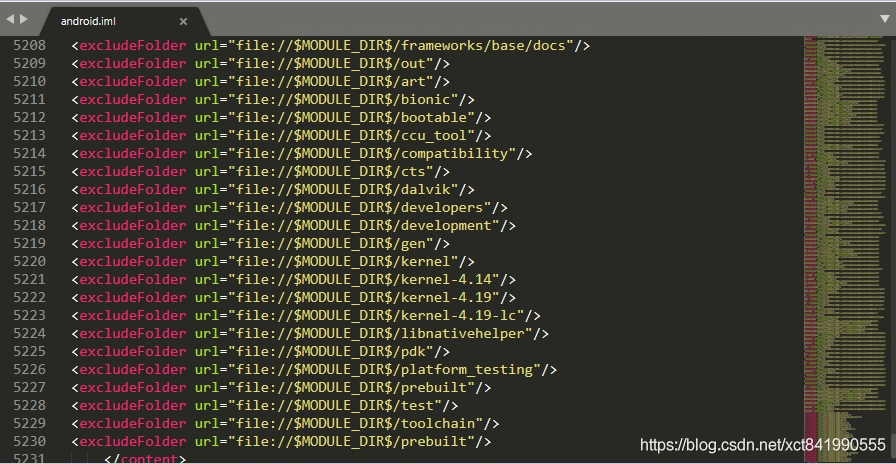 android.iml ×
5208 <excludeFolder url="file://$MODULE_DIR$/frameworks/base/docs"/>
5209 <excludeFolder url="file://$MODULE_DIR$/out"/>
5210 <excludeFolder url="file://$MODULE_DIR$/art"/>
5211 <excludeFolder url="file://$MODULE_DIR$/bionic"/>
5212 <excludeFolder url="file://$MODULE_DIR$/bootable"/>
5213 <excludeFolder url="file://$MODULE_DIR$/ccu_tool"/>
5214 <excludeFolder url="file://$MODULE_DIR$/compatibility"/>
5215 <excludeFolder url="file://$MODULE_DIR$/cts"/>
5216 <excludeFolder url="file://$MODULE_DIR$/dalvik"/>
5217 <excludeFolder url="file://$MODULE_DIR$/developers"/>
5218 <excludeFolder url="file://$MODULE_DIR$/development"/>
5219 <excludeFolder url="file://$MODULE_DIR$/gen"/>
5220 <excludeFolder url="file://$MODULE_DIR$/kernel"/>
5221 <excludeFolder url="file://$MODULE_DIR$/kernel-4.14"/>
5222 <excludeFolder url="file://$MODULE_DIR$/kernel-4.19"/>
5223 <excludeFolder url="file://$MODULE_DIR$/kernel-4.19-lc"/>
5224 <excludeFolder url="file://$MODULE_DIR$/libnativehelper"/>
5225 <excludeFolder url="file://$MODULE_DIR$/pdk"/>
5226 <excludeFolder url="file://$MODULE_DIR$/platform_testing"/>
5227 <excludeFolder url="file://$MODULE_DIR$/prebuilt"/>
5228 <excludeFolder url="file://$MODULE_DIR$/test"/>
5229 <excludeFolder url="file://$MODULE_DIR$/toolchain"/>
5230 <excludeFolder url="file://$MODULE_DIR$/prebuilt"/>
5231 </content>
https://blog.csdn.net/xct841990555